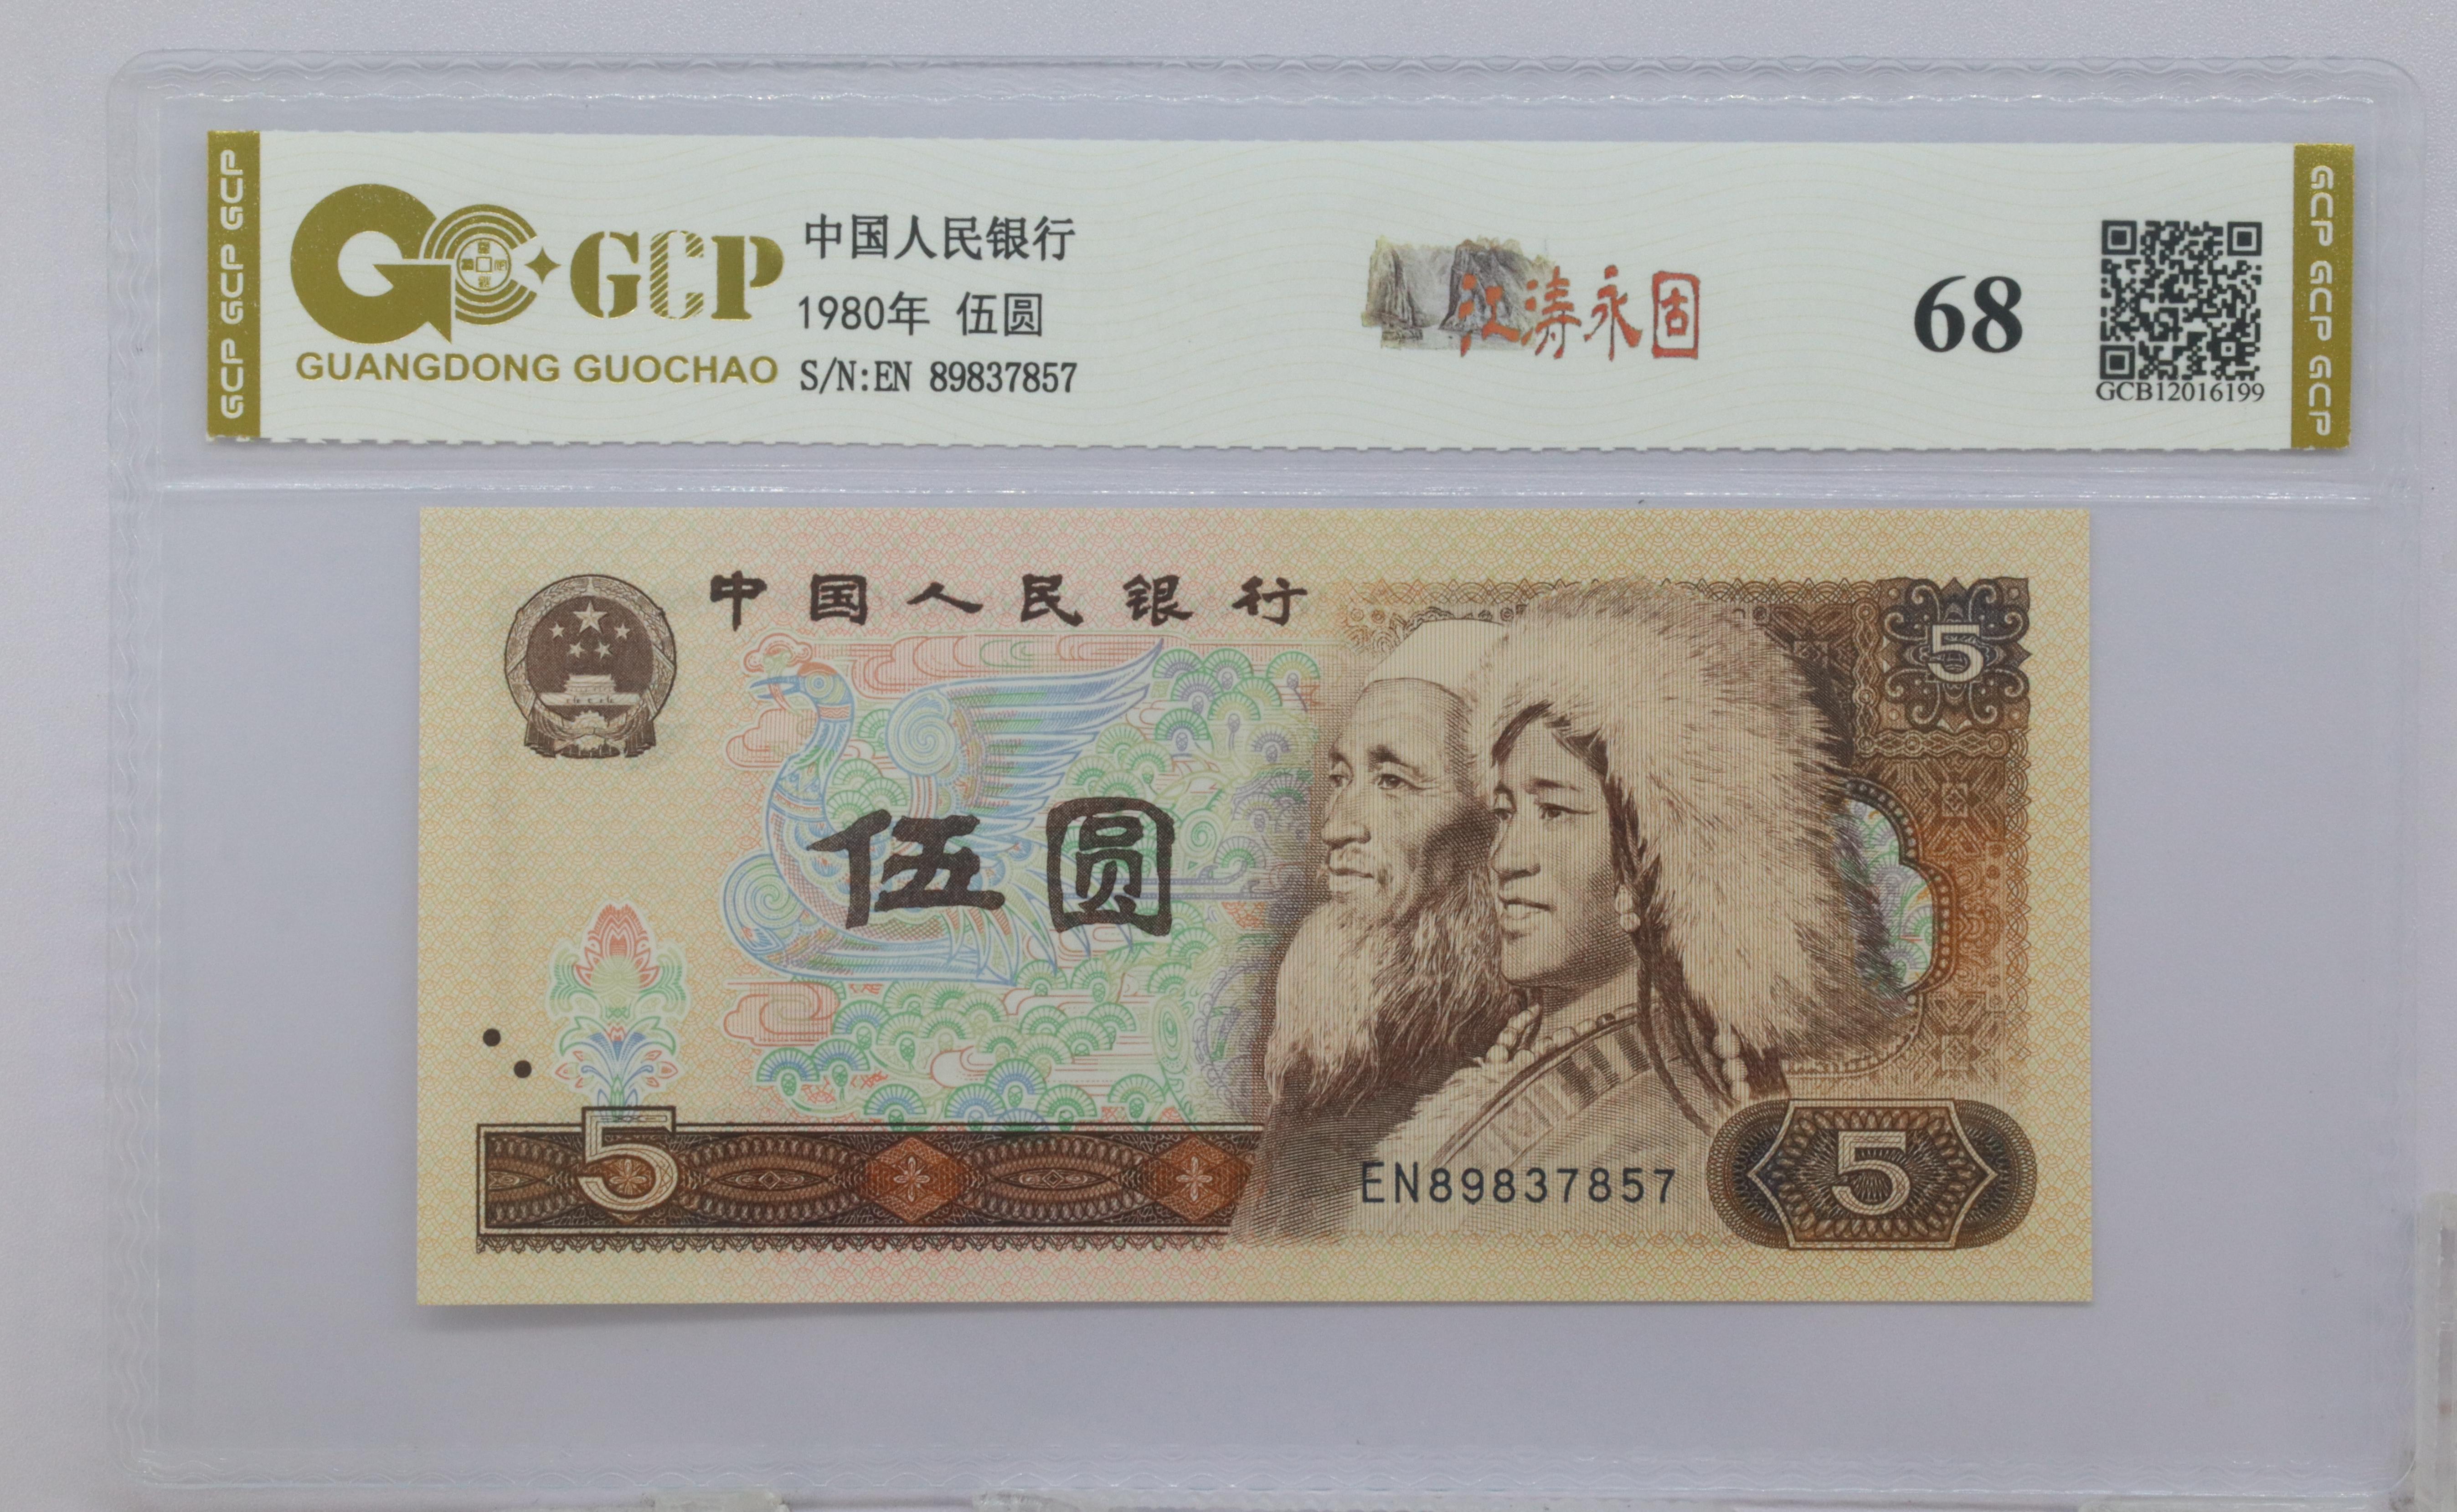 GCP GCP GCP
GCP
GUANGDONG GUOCHAO
中国人民银行
1980年 伍圆
S/N:EN 89837857
江涛永固
68
GCB12016199
GCP GCP GCP
中国人民银行
5
伍圆
5
EN89837857
5